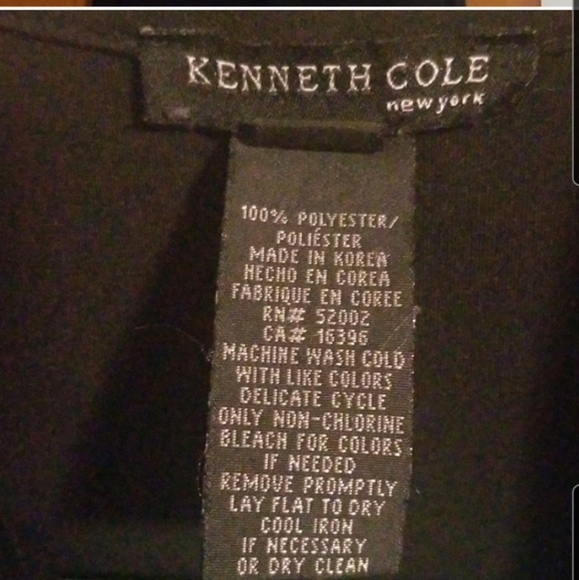 KENNETH COLE
new york
100% POLYESTER/
POLIÉSTER
MADE IN KOREA
HECHO EN COREA
FABRIQUE EN COREE
RN# 52002
CA# 16396
MACHINE WASH COLD
WITH LIKE COLORS
DELICATE CYCLE
ONLY NON-CHLORINE
BLEACH FOR COLORS
IF NEEDED
REMOVE PROMPTLY
LAY FLAT TO DRY
COOL IRON
IF NECESSARY
OR DRY CLEAN